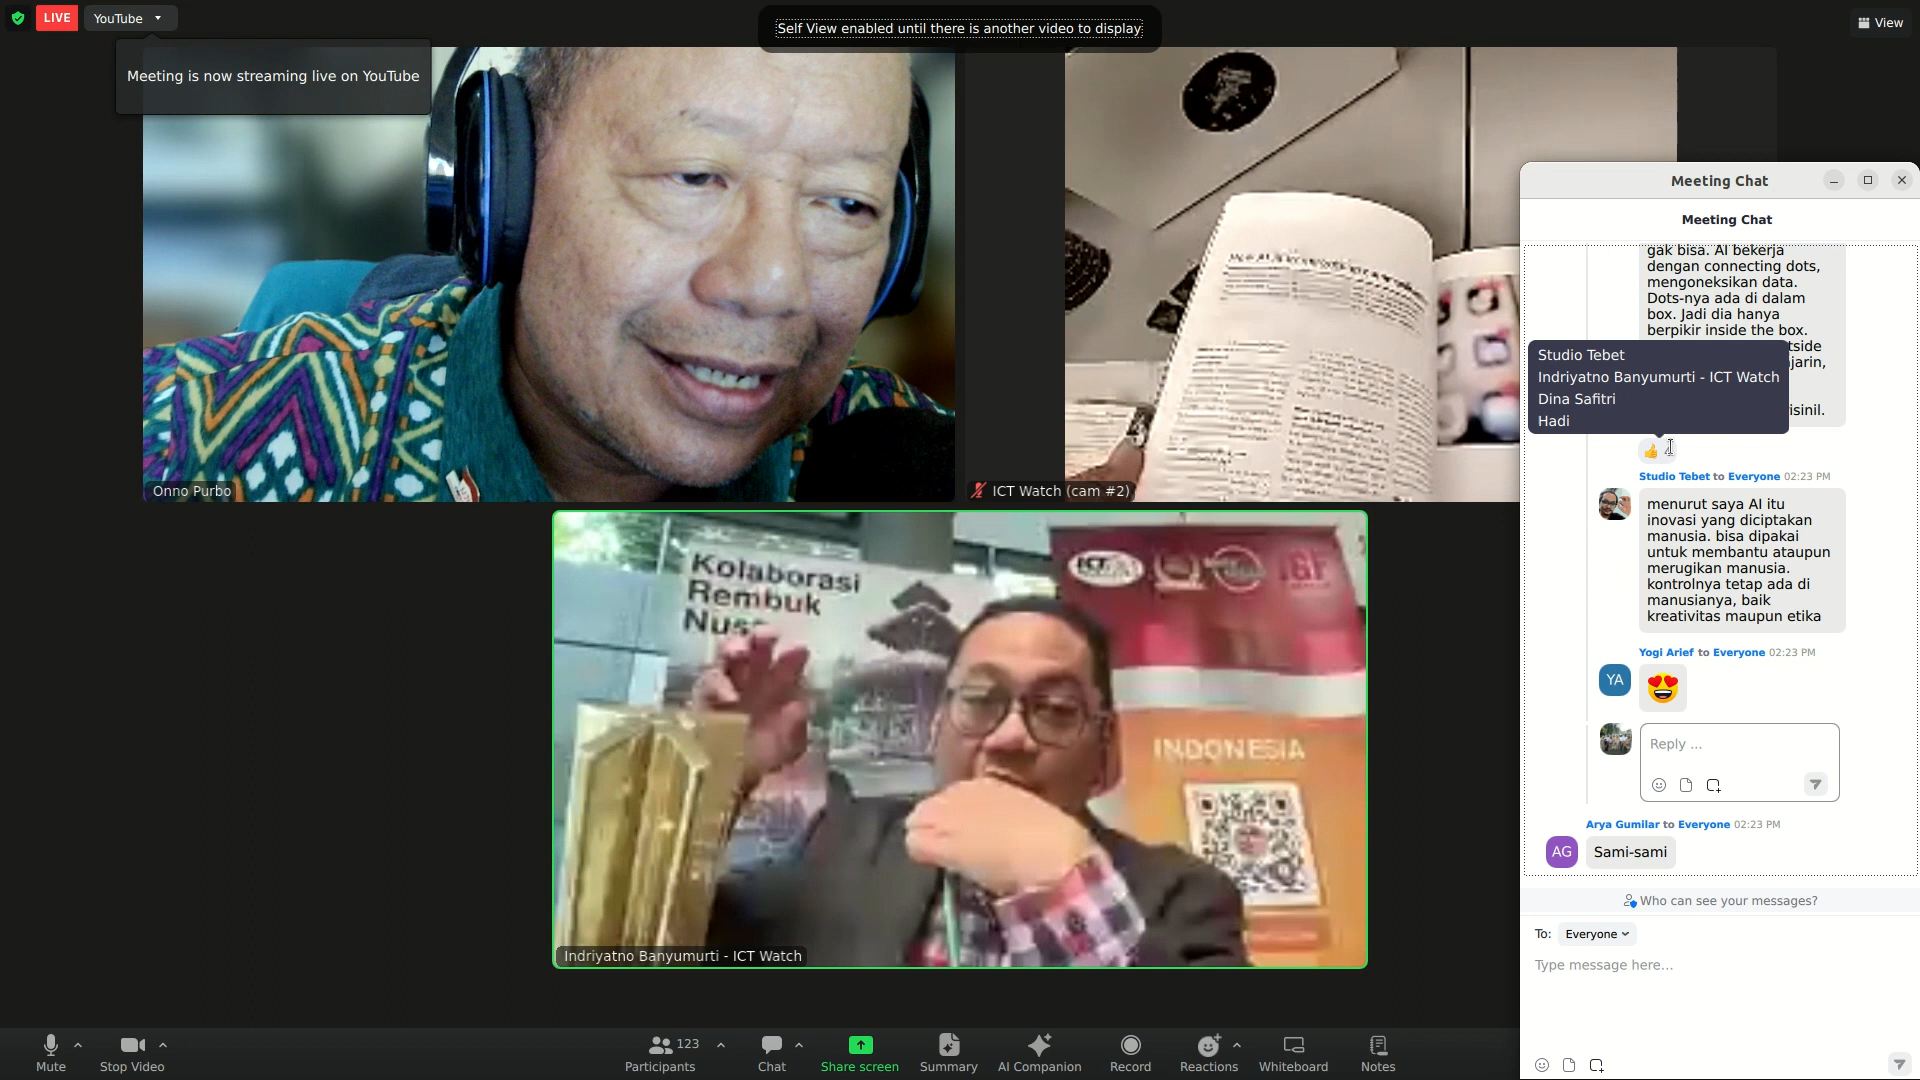 LIVE
YouTube
Self View enabled until there is another video to display
View
Meeting is now streaming live on YouTube
Onno Purbo
ICT Watch (cam #2)
Kolaborasi
Rembuk
Nus
ICT
IGF
INDONESIA
Indriyatno Banyumurti - ICT Watch
Meeting Chat
Meeting Chat
gak bisa. AI bekerja
dengan connecting dots,
mengoneksikan data.
Dots-nya ada di dalam
box. Jadi dia hanya
berpikir inside the box.
tside
jarin,
isinil.
Studio Tebet
Indriyatno Banyumurti - ICT Watch
Dina Safitri
Hadi
👍
Studio Tebet to Everyone 02:23 PM
menurut saya AI itu
inovasi yang diciptakan
manusia. bisa dipakai
untuk membantu ataupun
merugikan manusia.
kontrolnya tetap ada di
manusianya, baik
kreativitas maupun etika
Yogi Arief to Everyone 02:23 PM
YA
😍
Reply ...
Arya Gumilar to Everyone 02:23 PM
AG
Sami-sami
Who can see your messages?
To: Everyone
Type message here...
Mute
Stop Video
123
Participants
Chat
Share screen
Summary
AI Companion
Record
Reactions
Whiteboard
Notes